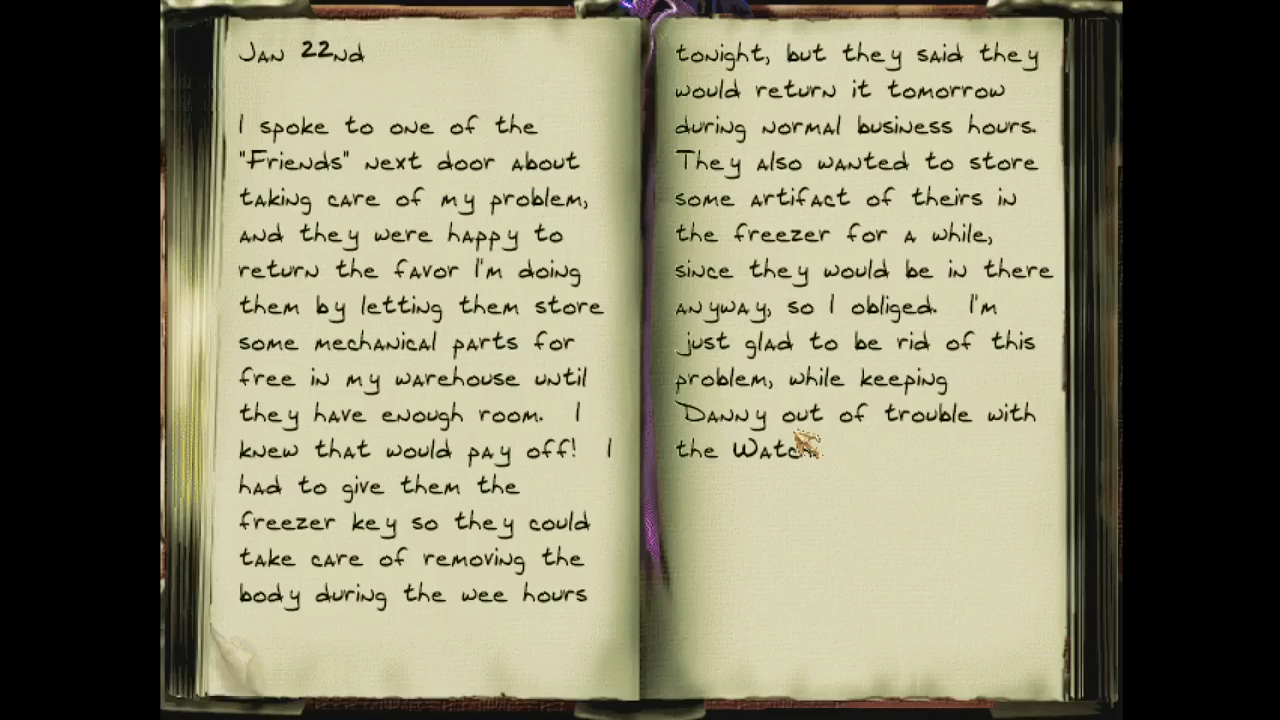 Jan 22nd
I spoke to one of the
"Friends" next door about
taking care of my problem,
and they were happy to
return the favor I'm doing
them by letting them store
some mechanical parts for
free in my warehouse until
they have enough room.  I
knew that would pay off!  I
had to give them the
freezer key so they could
take care of removing the
body during the wee hours
tonight, but they said they
would return it tomorrow
during normal business hours.
They also wanted to store
some artifact of theirs in
the freezer for a while,
since they would be in there
anyway, so I obliged.  I'm
just glad to be rid of this
problem, while keeping
Danny out of trouble with
the Watch.